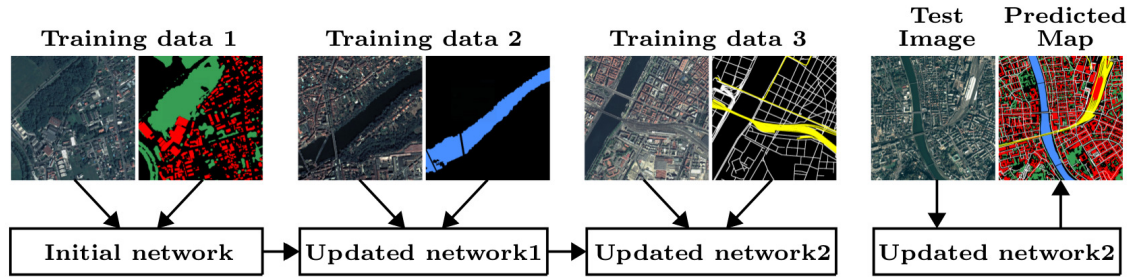 Training data 1
Training data 2
Training data 3
Test
Image
Predicted
Map
Initial network
Updated network1
Updated network2
Updated network2